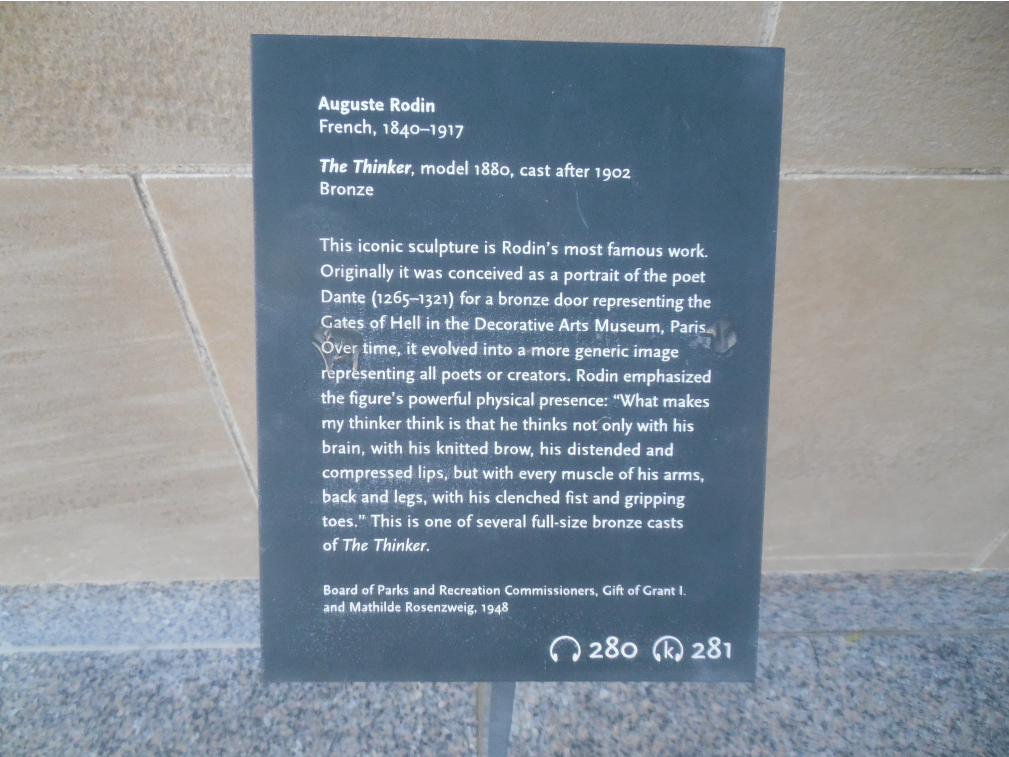 Auguste Rodin
French, 1840–1917
The Thinker, model 1880, cast after 1902
Bronze
This iconic sculpture is Rodin's most famous work.
Originally it was conceived as a portrait of the poet
Dante (1265–1321) for a bronze door representing the
Gates of Hell in the Decorative Arts Museum, Paris.
Over time, it evolved into a more generic image
representing all poets or creators. Rodin emphasized
the figure's powerful physical presence: “What makes
my thinker think is that he thinks not only with his
brain, with his knitted brow, his distended and
compressed lips, but with every muscle of his arms,
back and legs, with his clenched fist and gripping
toes.” This is one of several full-size bronze casts
of The Thinker.
Board of Parks and Recreation Commissioners, Gift of Grant I.
and Mathilde Rosenzweig, 1948
280 k 281